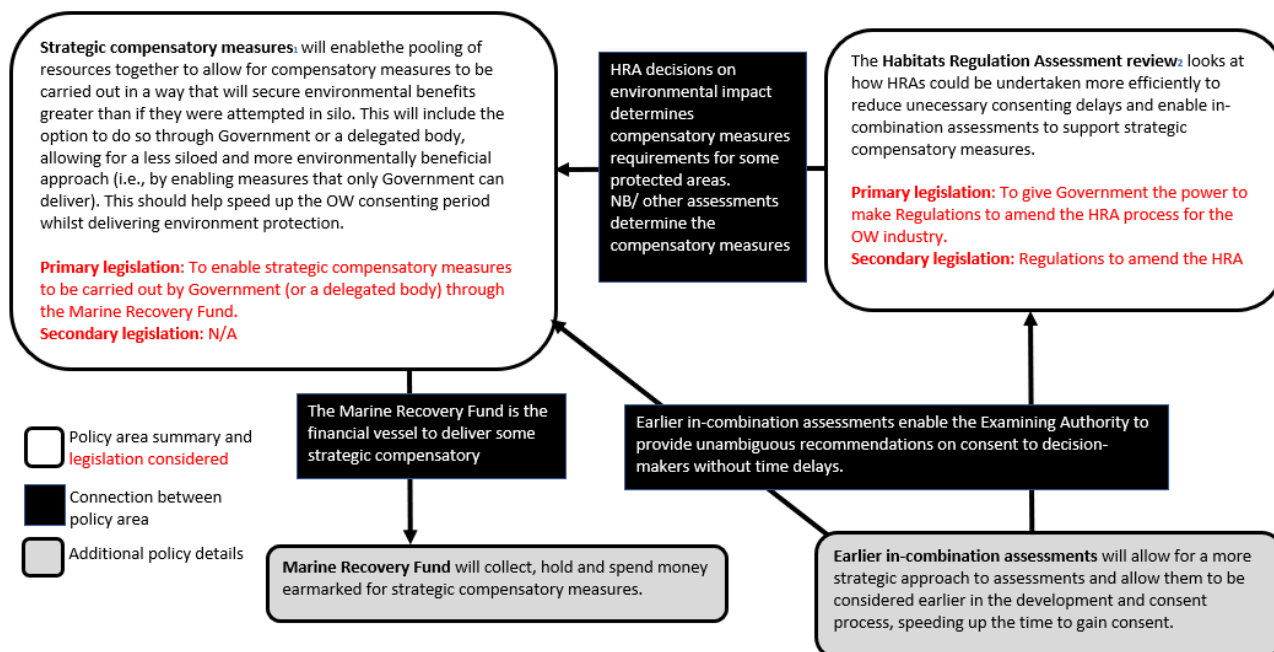 Strategic compensatory measures1 will enablethe pooling of
resources together to allow for compensatory measures to be
carried out in a way that will secure environmental benefits
greater than if they were attempted in silo. This will include the
option to do so through Government or a delegated body,
allowing for a less siloed and more environmentally beneficial
approach (i.e., by enabling measures that only Government can
deliver). This should help speed up the OW consenting period
whilst delivering environment protection.
Primary legislation: To enable strategic compensatory measures
to be carried out by Government (or a delegated body) through
the Marine Recovery Fund.
Secondary legislation: N/A
HRA decisions on
environmental impact
determines
compensatory measures
requirements for some
protected areas.
NB/ other assessments
determine the
compensatory measures
The Habitats Regulation Assessment review2 looks at
how HRAs could be undertaken more efficiently to
reduce unecessary consenting delays and enable in-
combination assessments to support strategic
compensatory measures.
Primary legislation: To give Government the power to
make Regulations to amend the HRA process for the
OW industry.
Secondary legislation: Regulations to amend the HRA
The Marine Recovery Fund is the
financial vessel to deliver some
strategic compensatory
Earlier in-combination assessments enable the Examining Authority to
provide unambiguous recommendations on consent to decision-
makers without time delays.
Policy area summary and
legislation considered
Connection between
policy area
Additional policy details
Marine Recovery Fund will collect, hold and spend money
earmarked for strategic compensatory measures.
Earlier in-combination assessments will allow for a more
strategic approach to assessments and allow them to be
considered earlier in the development and consent
process, speeding up the time to gain consent.